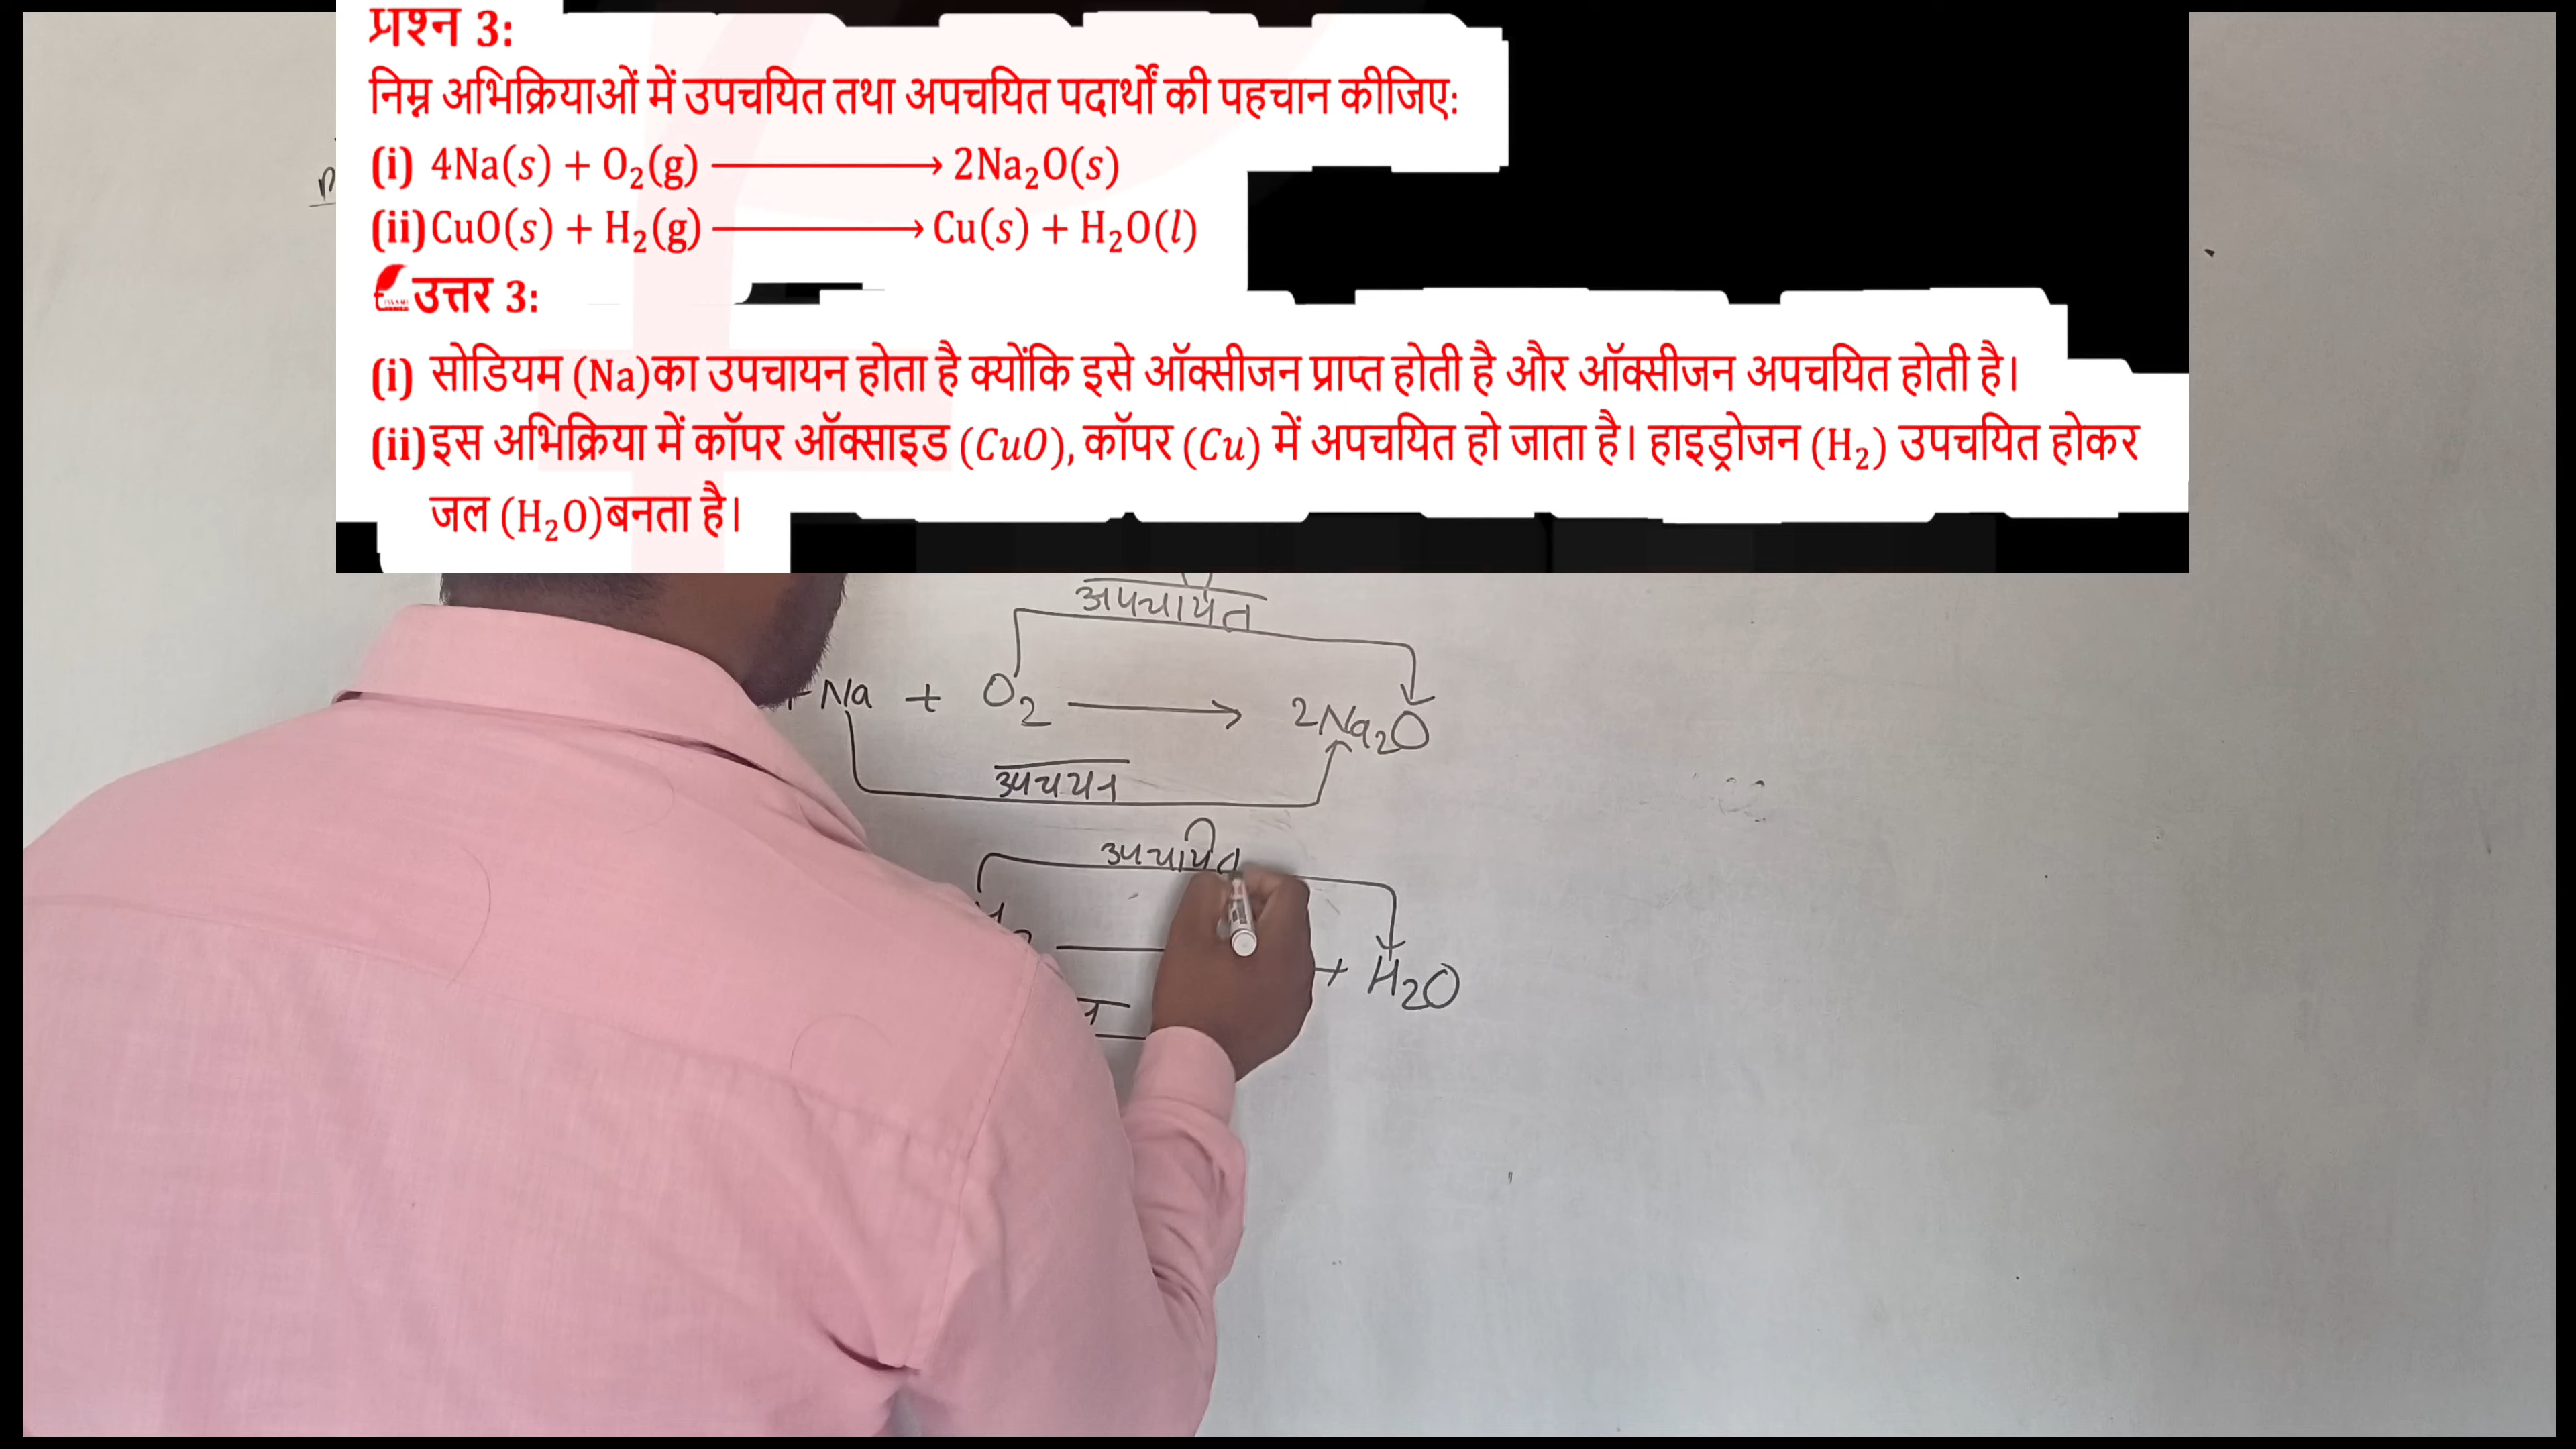 प्रश्न 3:
निम्न अभिक्रियाओं में उपचयित तथा अपचयित पदार्थों की पहचान कीजिए:
(i) 4Na(s) + O₂(g) ⟶ 2Na₂O(s)
(ii) CuO(s) + H₂(g) ⟶ Cu(s) + H₂O(l)
उत्तर 3:
(i) सोडियम (Na)का उपचायन होता है क्योंकि इसे ऑक्सीजन प्राप्त होती है और ऑक्सीजन अपचयित होती है।
(ii) इस अभिक्रिया में कॉपर ऑक्साइड (CuO), कॉपर (Cu) में अपचयित हो जाता है। हाइड्रोजन (H₂) उपचयित होकर
जल (H₂O)बनता है।
अपचायित
Na + O₂ ⟶ 2Na₂O
उपचयन
उपचायित
+ H₂O